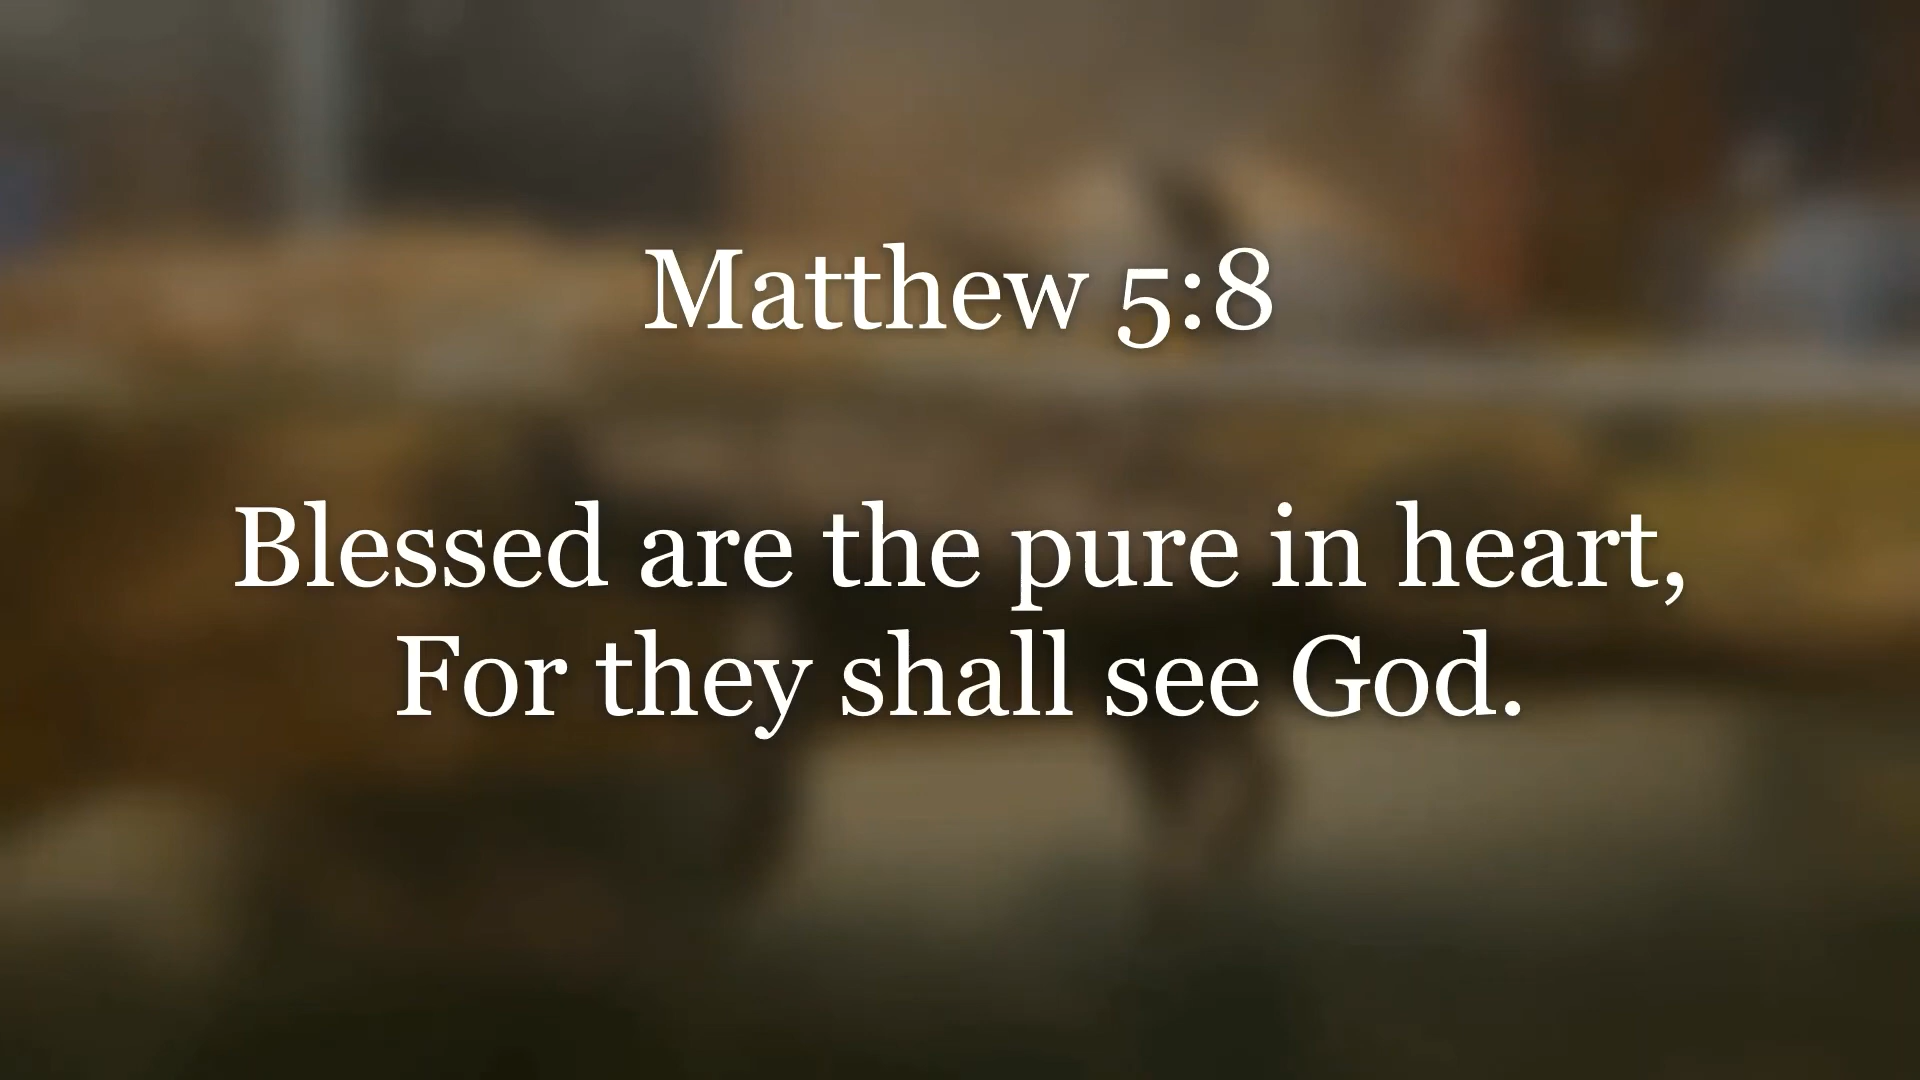 Matthew 5:8
Blessed are the pure in heart,
For they shall see God.